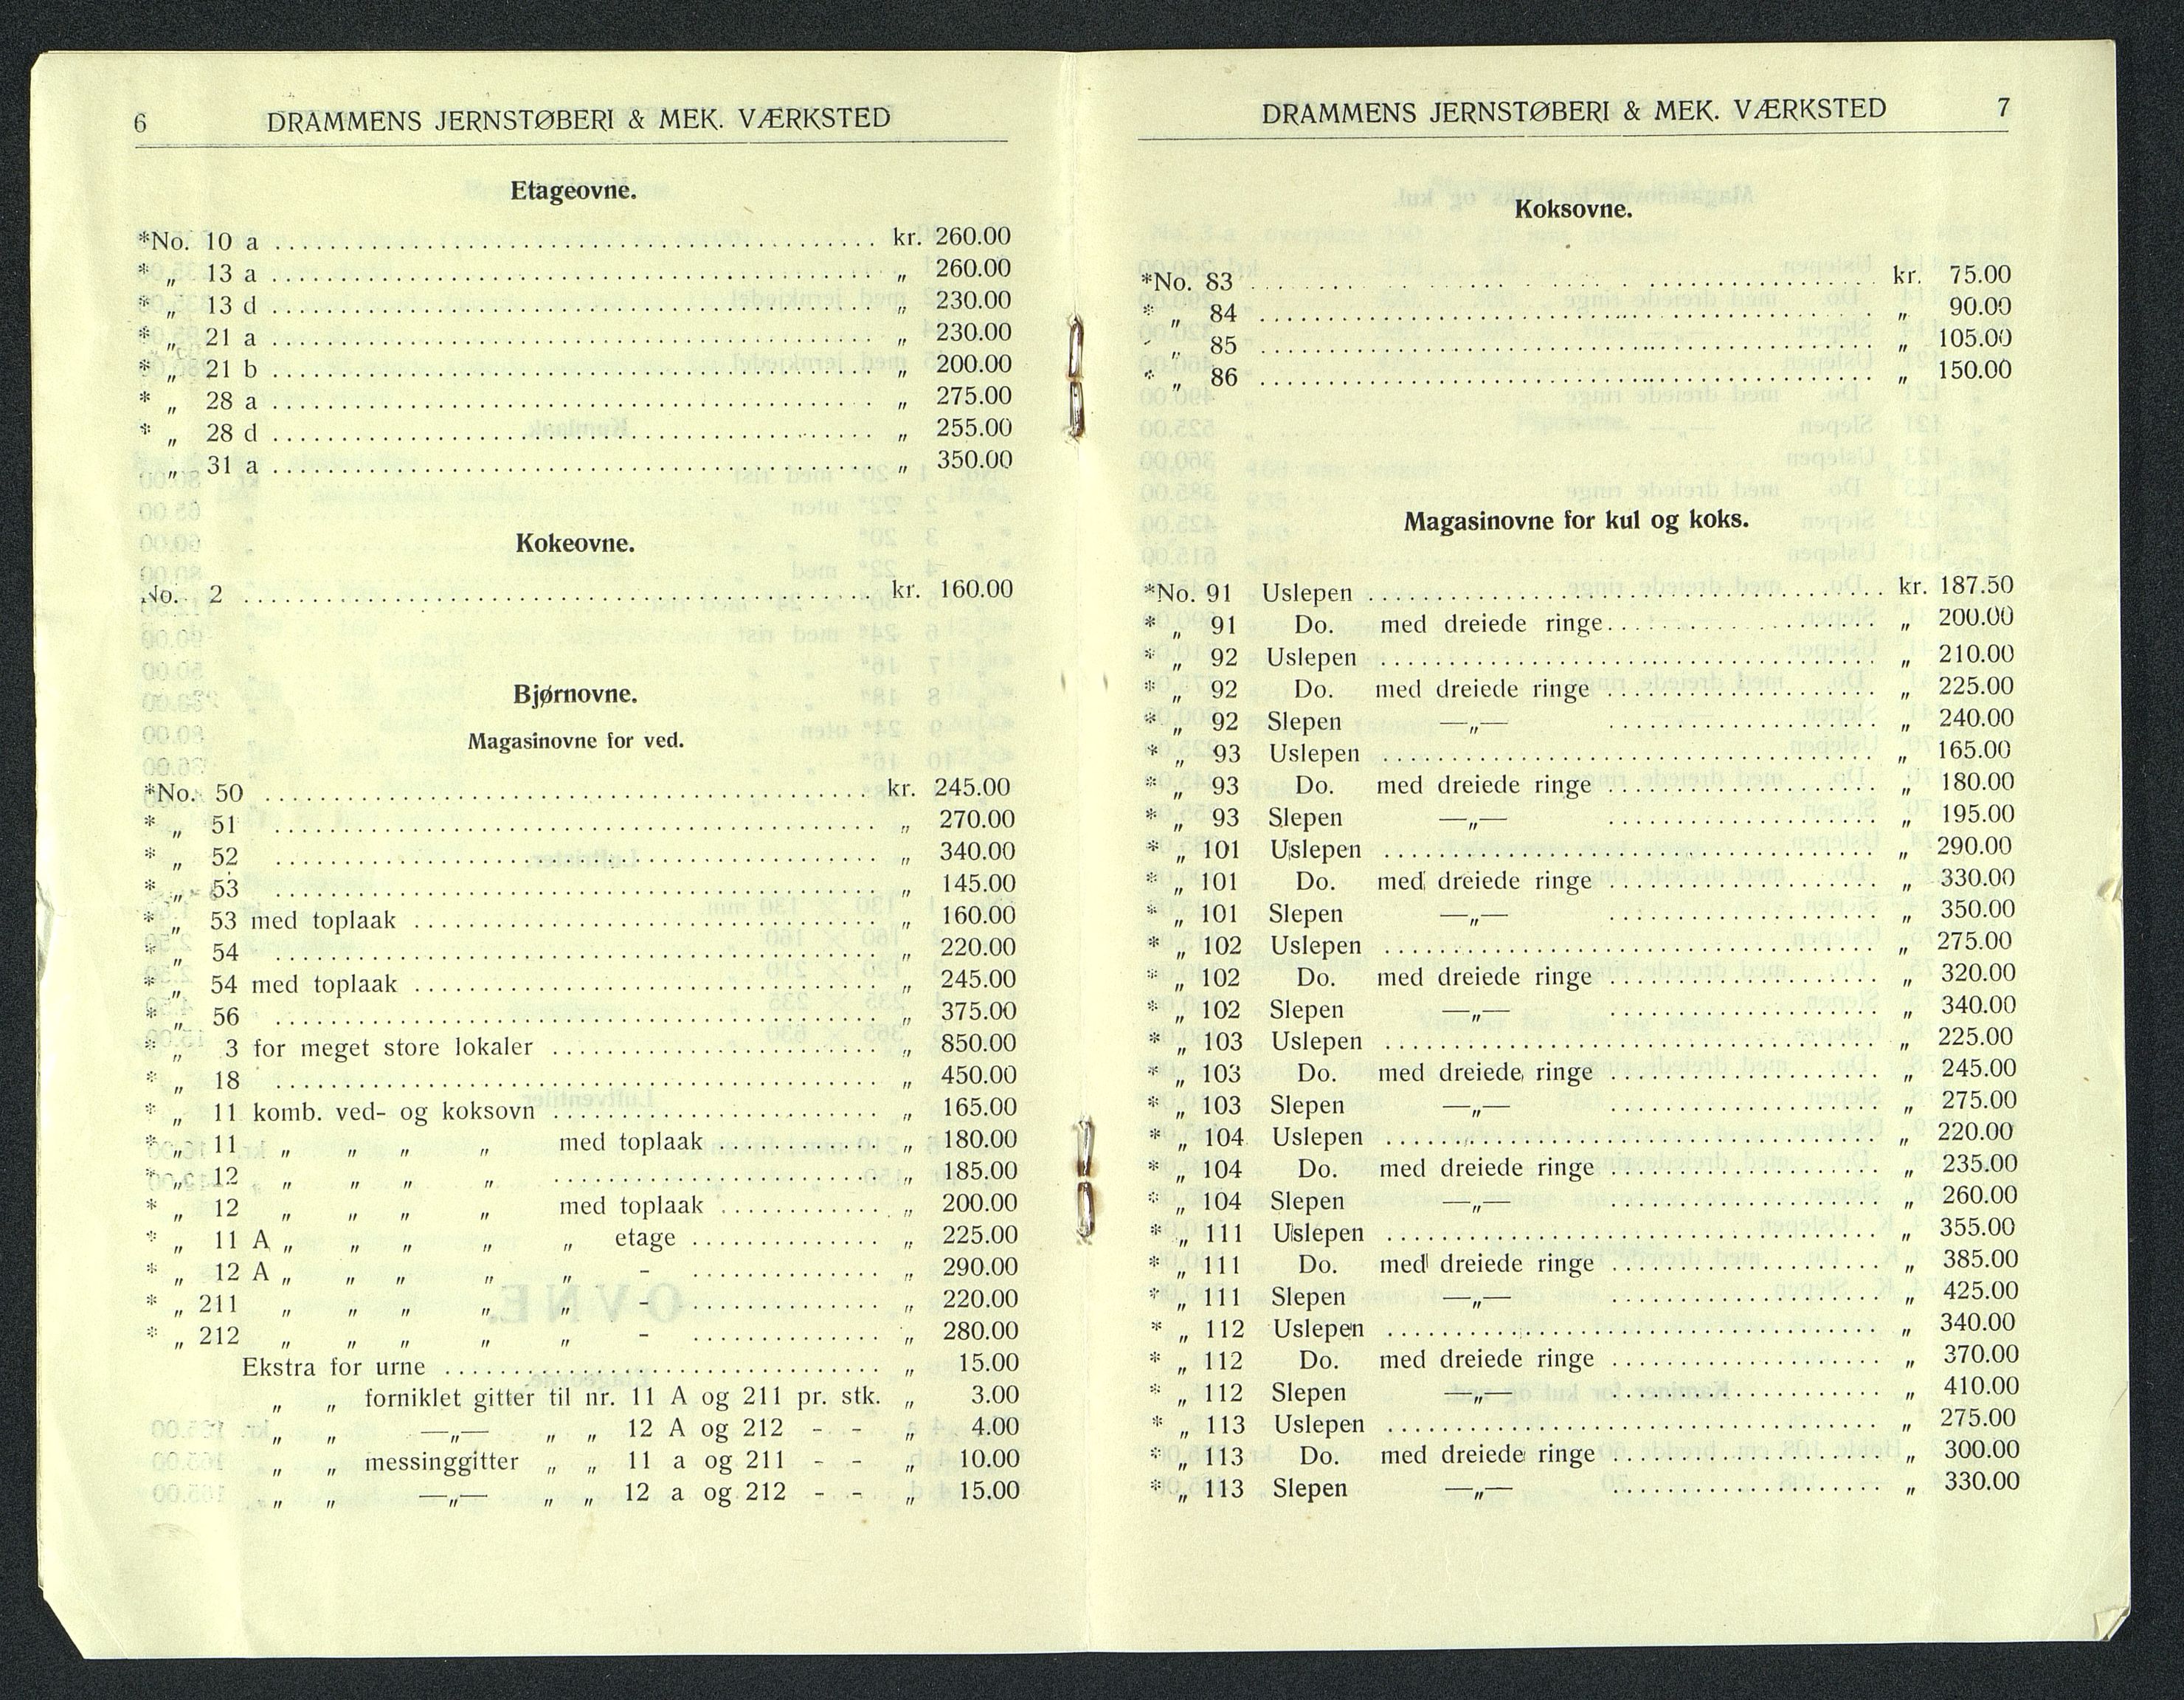 6 DRAMMENS JERNSTØBERI & MEK. VÆRKSTED
Etageovne.
*No. 10 a ........ kr. 260.00
* „ 13 a ........ „ 260.00
* „ 13 d ........ „ 230.00
* „ 21 a ........ „ 230.00
* „ 21 b ........ „ 200.00
* „ 28 a ........ „ 275.00
* „ 28 d ........ „ 255.00
„ 31 a ........ „ 350.00
Kokeovne.
No. 2 ........ kr. 160.00
Bjørnovne.
Magasinovne for ved.
*No. 50 ........ kr. 245.00
* „ 51 ........ „ 270.00
* „ 52 ........ „ 340.00
* „ 53 ........ „ 145.00
* „ 53 med toplaak ........ „ 160.00
* „ 54 ........ „ 220.00
* „ 54 med toplaak ........ „ 245.00
* „ 56 ........ „ 375.00
* „ 3 for meget store lokaler ........ „ 850.00
* „ 18 ........ „ 450.00
* „ 11 komb. ved- og koksovn ........ „ 165.00
* „ 11 „ „ „ „ med toplaak ........ „ 180.00
* „ 12 „ „ „ „ ........ „ 185.00
* „ 12 „ „ „ „ med toplaak ........ „ 200.00
* „ 11 A „ „ „ „ „ etage ........ „ 225.00
* „ 12 A „ „ „ „ „ - ........ „ 290.00
* „ 211 „ „ „ „ „ - ........ „ 220.00
* „ 212 „ „ „ „ „ - ........ „ 280.00
Ekstra for urne ........ „ 15.00
„ „ forniklet gitter til nr. 11 A og 211 pr. stk. „ 3.00
„ „ —„— „ „ 12 A og 212 - - „ 4.00
„ „ messinggitter „ „ 11 a og 211 - - „ 10.00
„ „ —„— „ „ 12 a og 212 - - „ 15.00
DRAMMENS JERNSTØBERI & MEK. VÆRKSTED 7
Koksovne.
*No. 83 ........ kr. 75.00
* „ 84 ........ „ 90.00
* „ 85 ........ „ 105.00
* „ 86 ........ „ 150.00
Magasinovne for kul og koks.
*No. 91 Uslepen ........ kr. 187.50
* „ 91 Do. med dreiede ringe ........ „ 200.00
* „ 92 Uslepen ........ „ 210.00
* „ 92 Do. med dreiede ringe ........ „ 225.00
* „ 92 Slepen —„— ........ „ 240.00
* „ 93 Uslepen ........ „ 165.00
* „ 93 Do. med dreiede ringe ........ „ 180.00
* „ 93 Slepen —„— ........ „ 195.00
* „ 101 Uslepen ........ „ 290.00
* „ 101 Do. med dreiede ringe ........ „ 330.00
* „ 101 Slepen —„— ........ „ 350.00
* „ 102 Uslepen ........ „ 275.00
* „ 102 Do. med dreiede ringe ........ „ 320.00
* „ 102 Slepen —„— ........ „ 340.00
* „ 103 Uslepen ........ „ 225.00
* „ 103 Do. med dreiede ringe ........ „ 245.00
* „ 103 Slepen —„— ........ „ 275.00
* „ 104 Uslepen ........ „ 220.00
* „ 104 Do. med dreiede ringe ........ „ 235.00
* „ 104 Slepen —„— ........ „ 260.00
* „ 111 Uslepen ........ „ 355.00
* „ 111 Do. med dreiede ringe ........ „ 385.00
* „ 111 Slepen —„— ........ „ 425.00
* „ 112 Uslepen ........ „ 340.00
* „ 112 Do. med dreiede ringe ........ „ 370.00
* „ 112 Slepen —„— ........ „ 410.00
* „ 113 Uslepen ........ „ 275.00
* „ 113 Do. med dreiede ringe ........ „ 300.00
* „ 113 Slepen —„— ........ „ 330.00